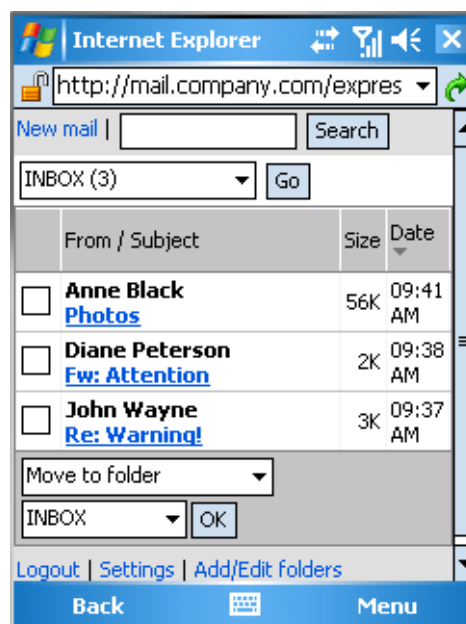 Internet Explorer
http://mail.company.com/expres
New mail | Search
INBOX (3) Go
From / Subject Size Date
Anne Black 56K 09:41 AM
Photos
Diane Peterson 2K 09:38 AM
Fw: Attention
John Wayne 3K 09:37 AM
Re: Warning!
Move to folder
INBOX OK
Logout | Settings | Add/Edit folders
Back Menu